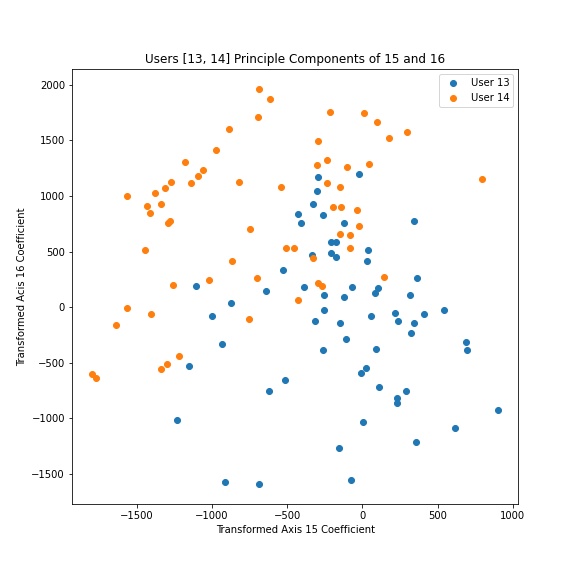 Users [13, 14] Principle Components of 15 and 16
User 13
User 14
2000
1500
1000
500
0
−500
−1000
−1500
Transformed Acis 16 Coefficient
−1500
−1000
−500
0
500
1000
Transformed Axis 15 Coefficient